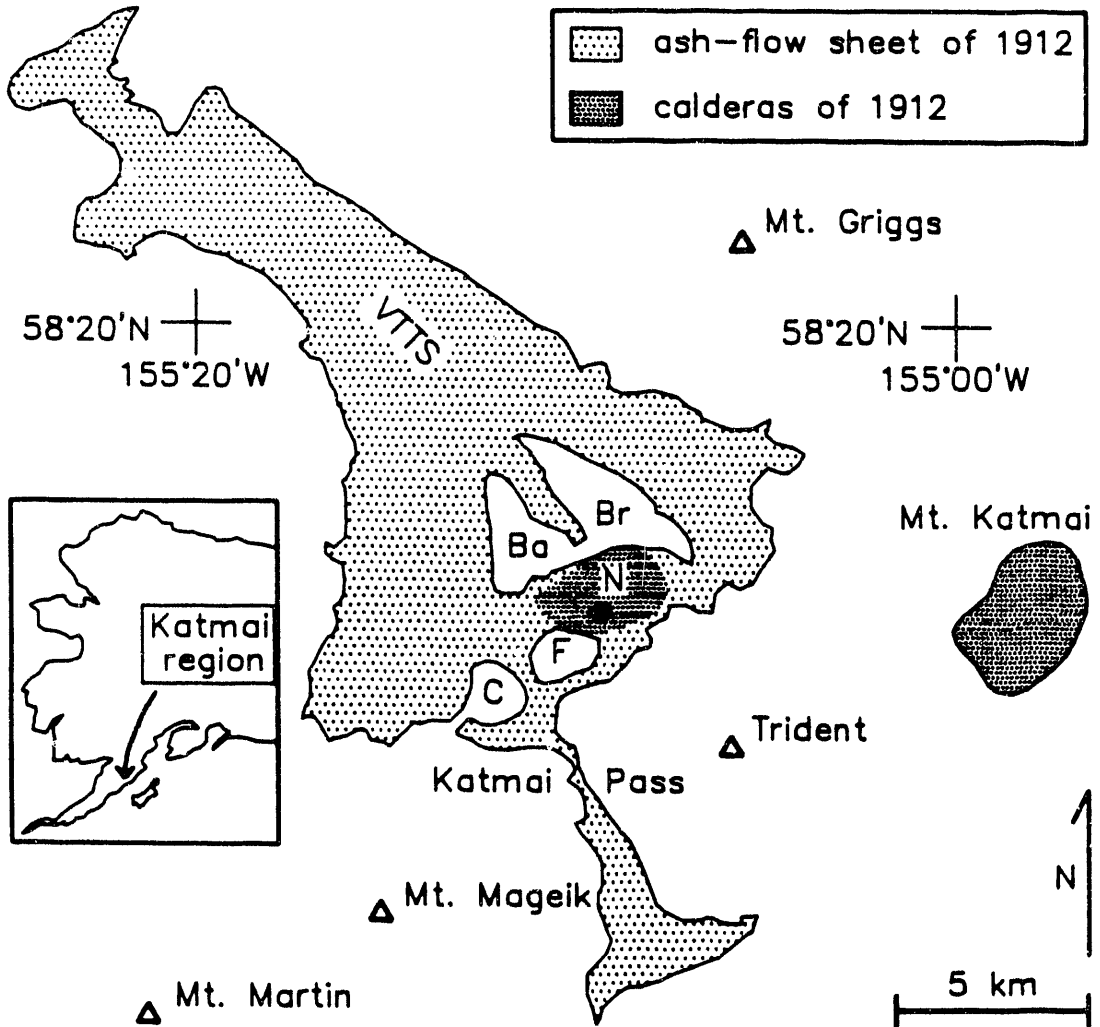 ash-flow sheet of 1912
calderas of 1912
Mt. Griggs
58°20'N
155°20'W
VTTS
58°20'N
155°00'W
Br
Ba
Mt. Katmai
N
Katmai
region
F
C
Trident
Katmai Pass
N
Mt. Mageik
5 km
Mt. Martin